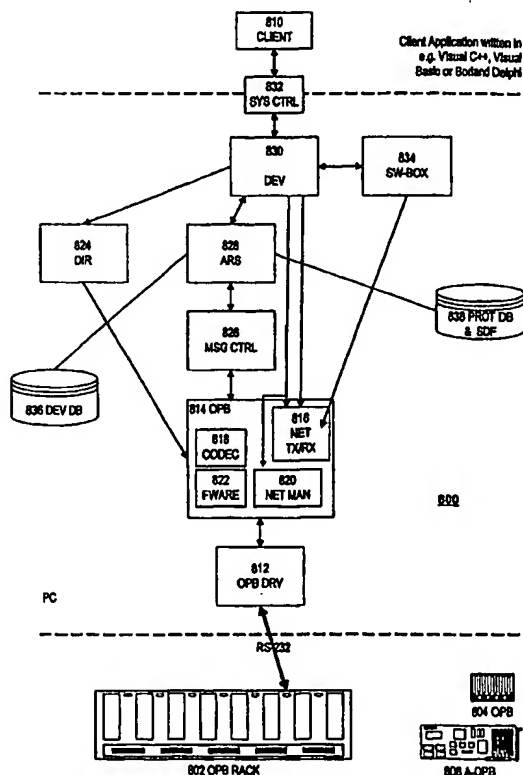 810
CLIENT
Client Application written in
e.g. Visual C++, Visual
Basic or Borland Delphi
832
SYS CTRL
830
DEV
834
SW-BOX
824
DIR
828
ARS
838 PROT DB
& SDF
826
MSG CTRL
836 DEV DB
814 OPB
816
NET
TX/RX
818
CODEC
822
FWARE
820
NET MAN
800
812
OPB DRV
PC
RS-232
804 OPB
802 OPB RACK
808 A-OPB